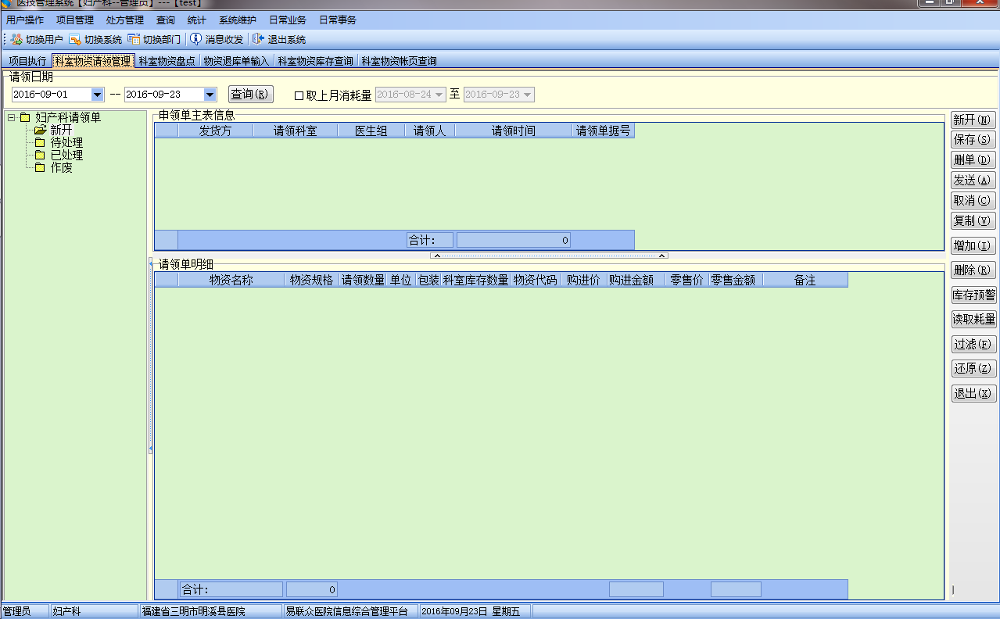 医技管理系统【妇产科--管理员】---【test】
用户操作 项目管理 处方管理 查询 统计 系统维护 日常业务 日常事务
切换用户 切换系统 切换部门 消息收发 退出系统
项目执行 科室物资请领管理 科室物资盘点 物资退库单输入 科室物资库存查询 科室物资帐页查询
请领日期
2016-09-01 -- 2016-09-23 查询(R) 取上月消耗量 2016-08-24 至 2016-09-23
妇产科请领单
新开
待处理
已处理
作废
申领单主表信息
发货方 请领科室 医生组 请领人 请领时间 请领单据号
合计: 0
请领单明细
物资名称 物资规格 请领数量 单位 包装 科室库存数量 物资代码 购进价 购进金额 零售价 零售金额 备注
合计: 0
新开(N)
保存(S)
删单(D)
发送(A)
取消(C)
复制(V)
增加(I)
删除(R)
库存预警
读取耗量
过滤(F)
还原(Z)
退出(X)
管理员 妇产科 福建省三明市明溪县医院 易联众医院信息综合管理平台 2016年09月23日 星期五